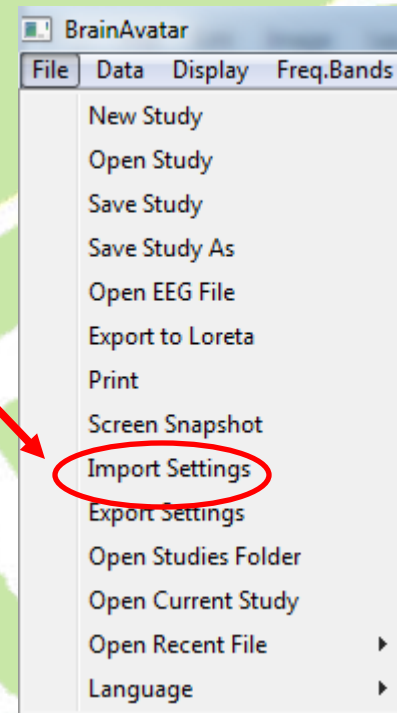 BrainAvatar
File Data Display Freq.Bands
New Study
Open Study
Save Study
Save Study As
Open EEG File
Export to Loreta
Print
Screen Snapshot
Import Settings
Export Settings
Open Studies Folder
Open Current Study
Open Recent File
Language